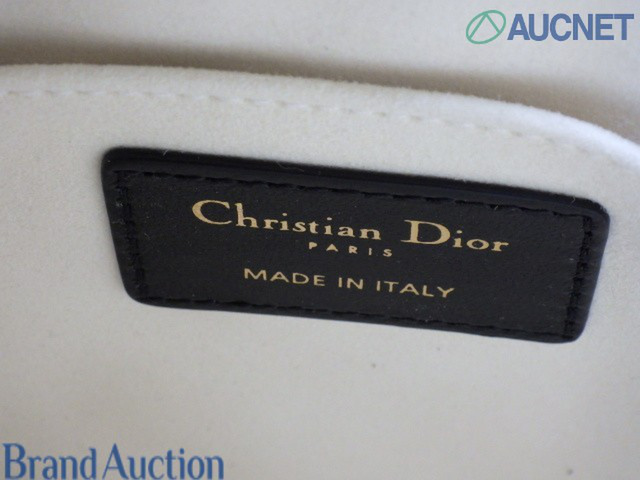 AUCNET
Christian Dior
PARIS
MADE IN ITALY
Brand Auction